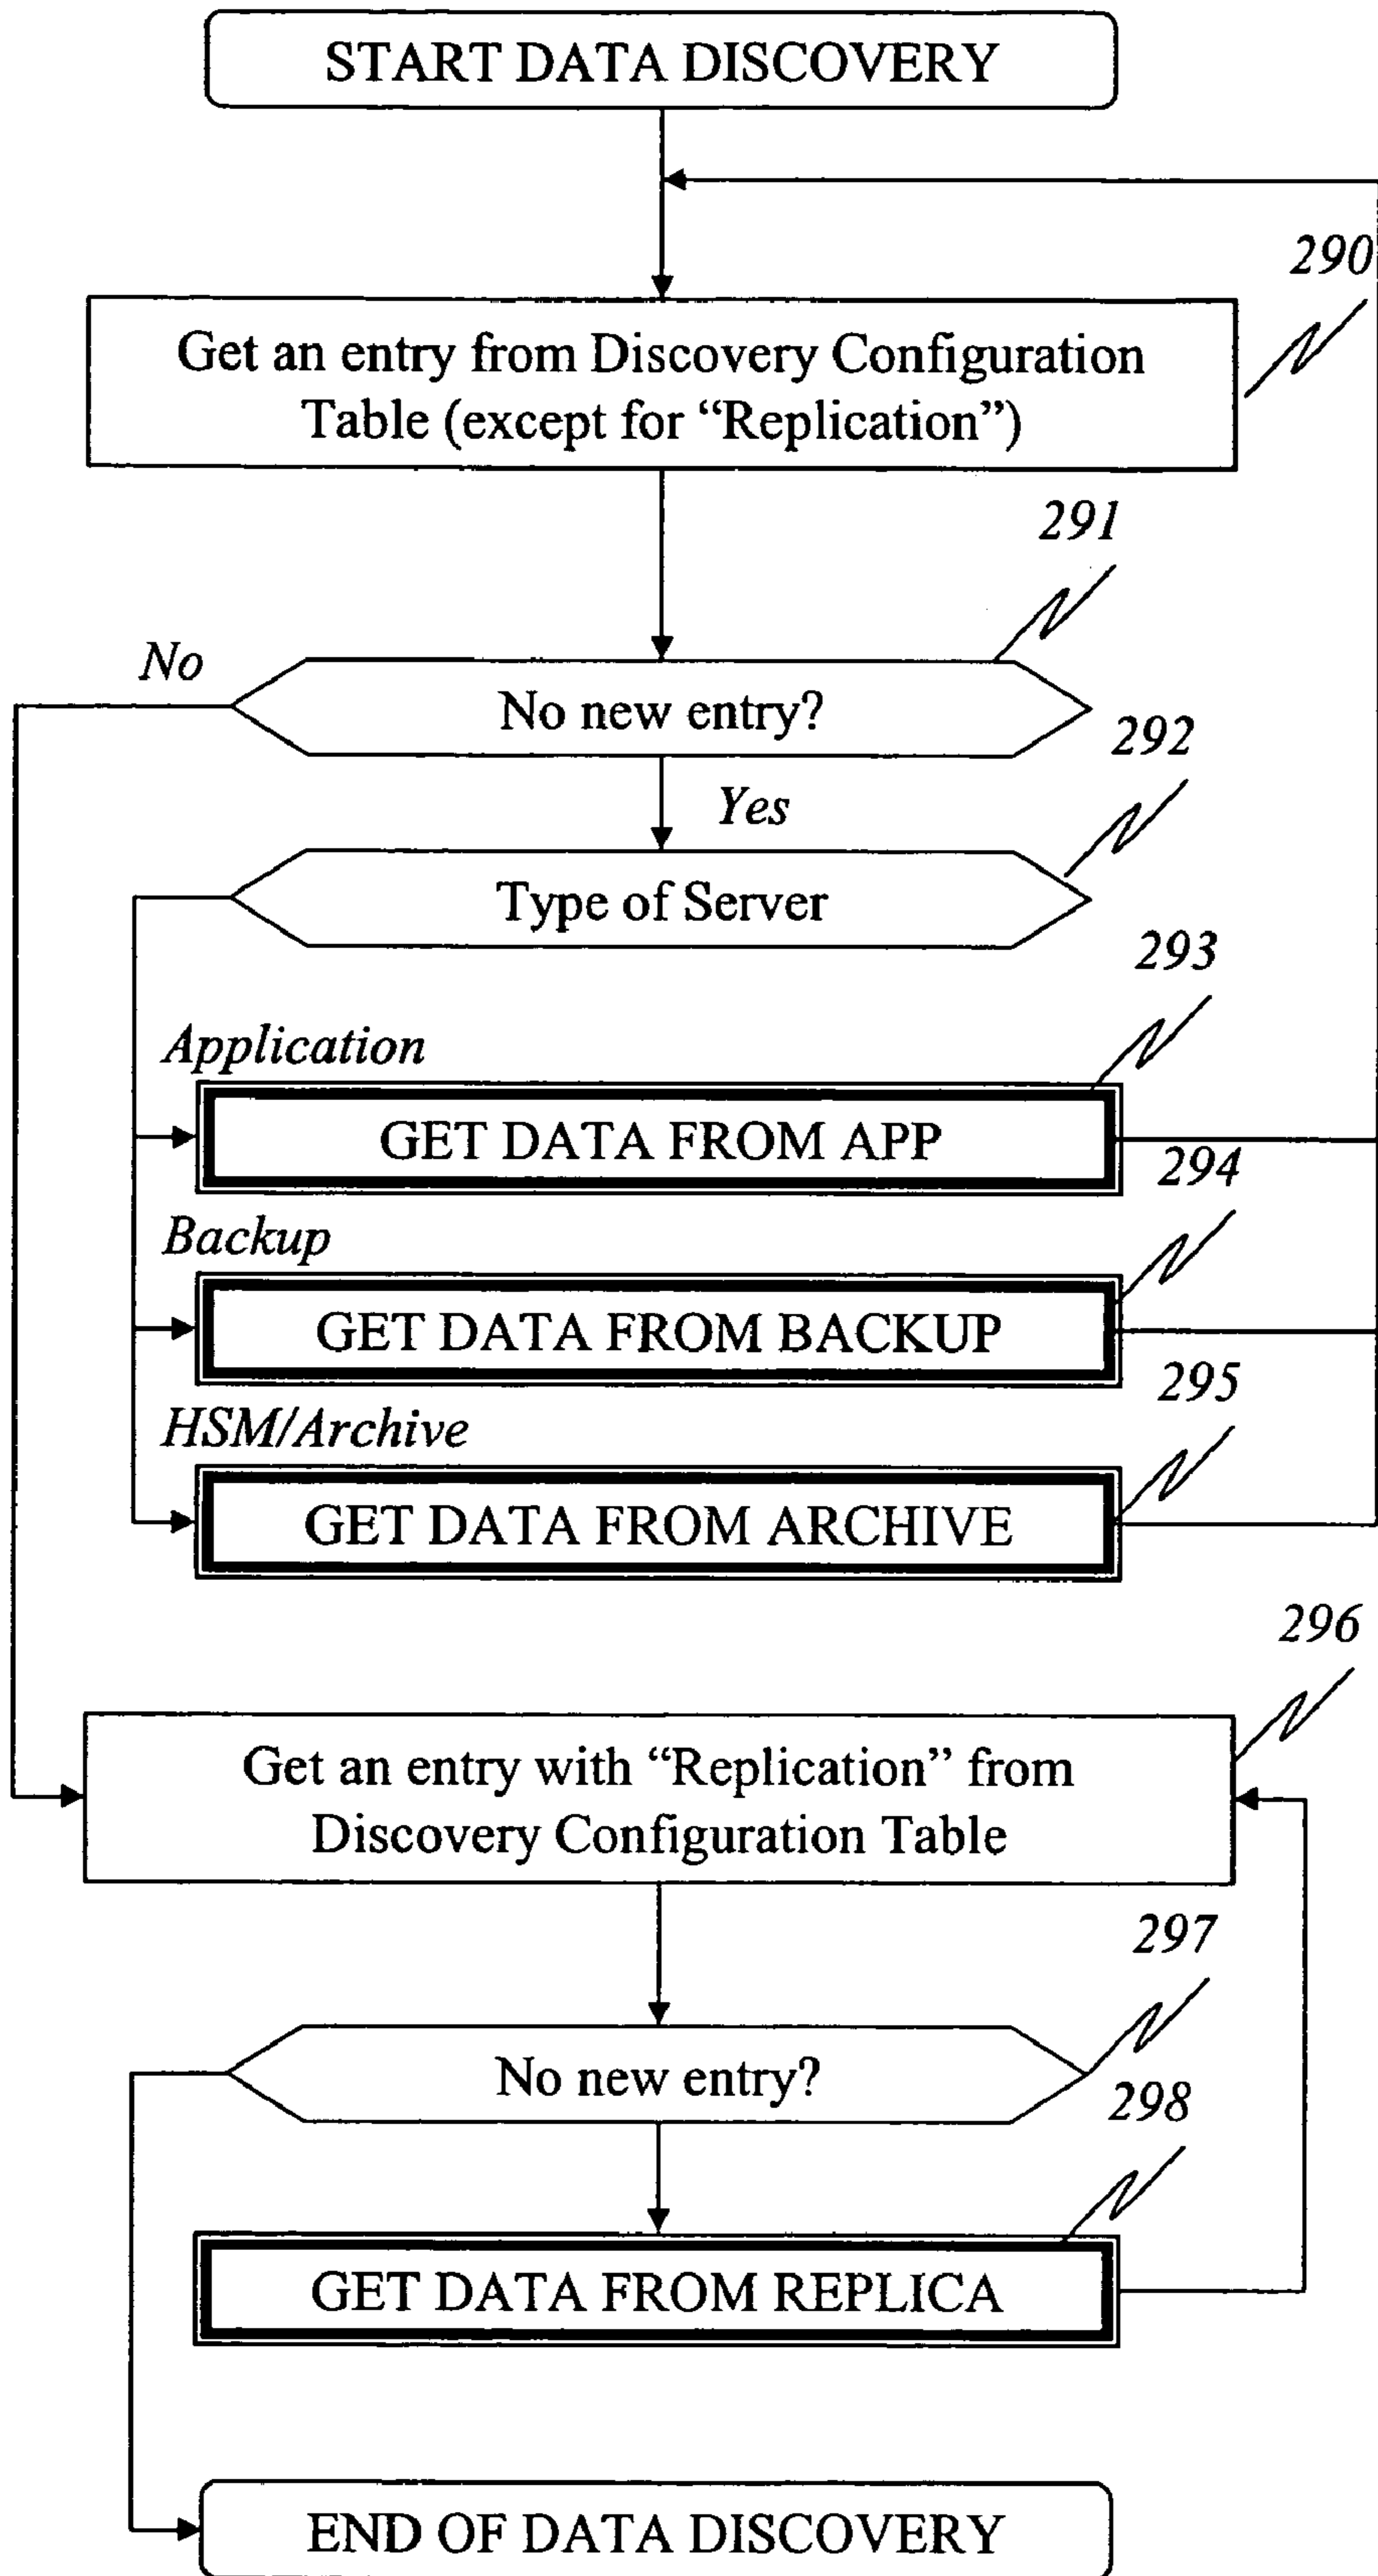 START DATA DISCOVERY
290
Get an entry from Discovery Configuration
Table (except for “Replication”)
291
No
No new entry?
292
Yes
Type of Server
293
Application
GET DATA FROM APP
294
Backup
GET DATA FROM BACKUP
295
HSM/Archive
GET DATA FROM ARCHIVE
296
Get an entry with “Replication” from
Discovery Configuration Table
297
No new entry?
298
GET DATA FROM REPLICA
END OF DATA DISCOVERY